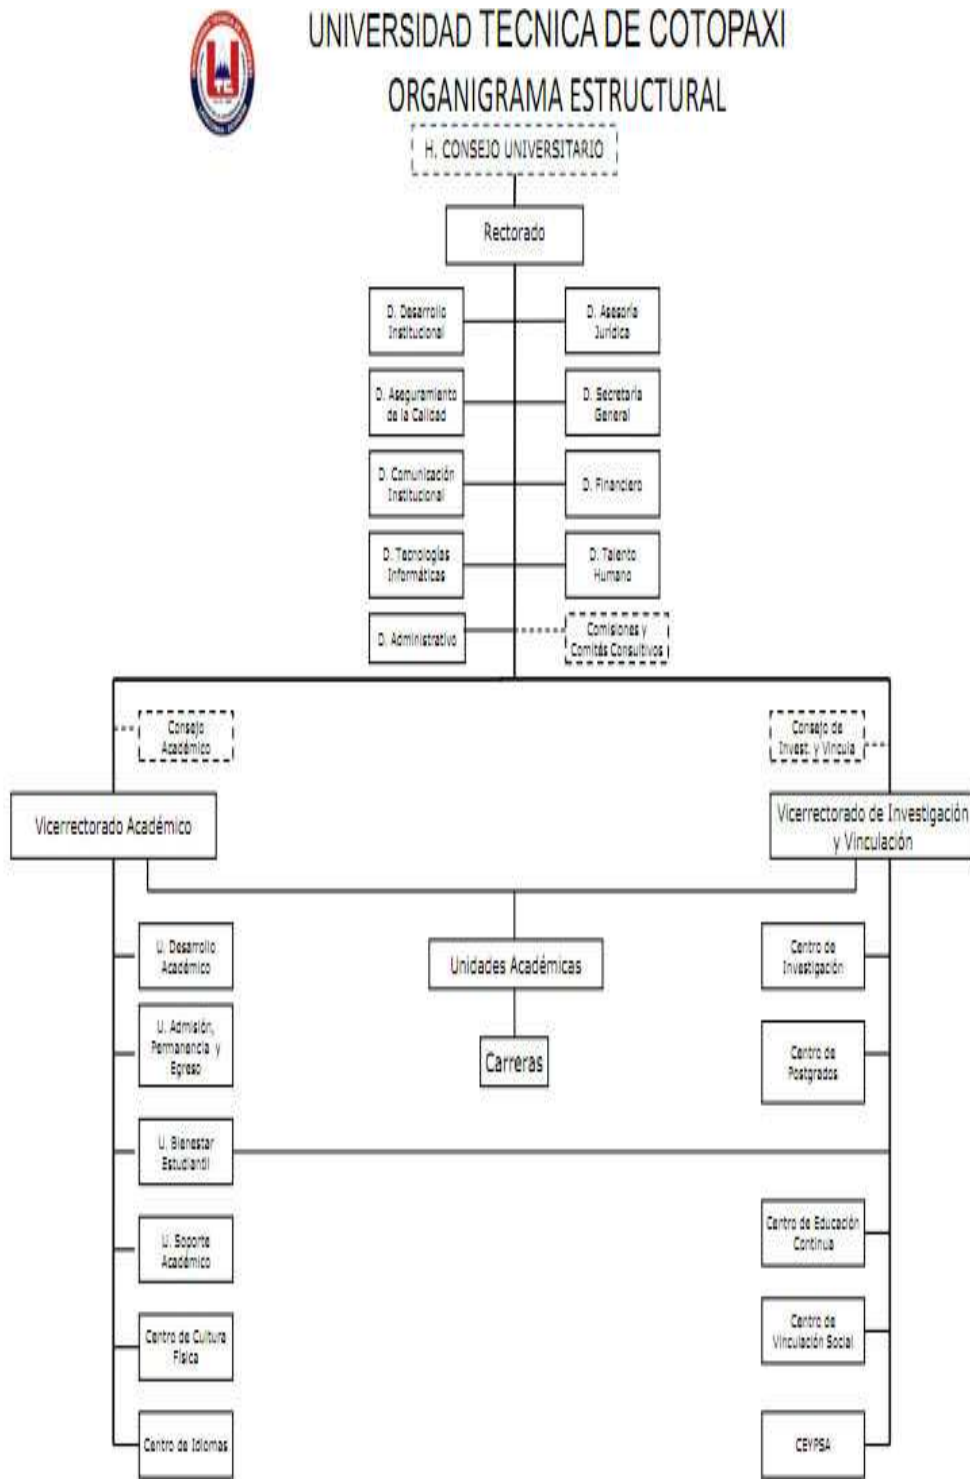 UNIVERSIDAD TECNICA DE COTOPAXI
ORGANIGRAMA ESTRUCTURAL
H. CONSEJO UNIVERSITARIO
Rectorado
D. Desarrollo
Institucional
D. Asesoría
Jurídica
D. Aseguramiento
de la Calidad
D. Secretaria
General
D. Comunicación
Institucional
D. Financiero
D. Tecnologías
Informáticas
D. Talento
Humano
D. Administrativo
Comisiones y
Comités Consultivos
Consejo
Académico
Consejo de
Invest. y Vincula
Vicerrectorado Académico
Vicerrectorado de Investigación
y Vinculación
U. Desarrollo
Académico
Unidades Académicas
Centro de
Investigación
U. Admisión,
Permanencia y
Egreso
Carreras
Centro de
Postgrados
U. Bienestar
Estudiantil
U. Soporte
Académico
Centro de Educación
Continua
Centro de Cultura
Física
Centro de
Vinculación Social
Centro de Idiomas
CEYPSA